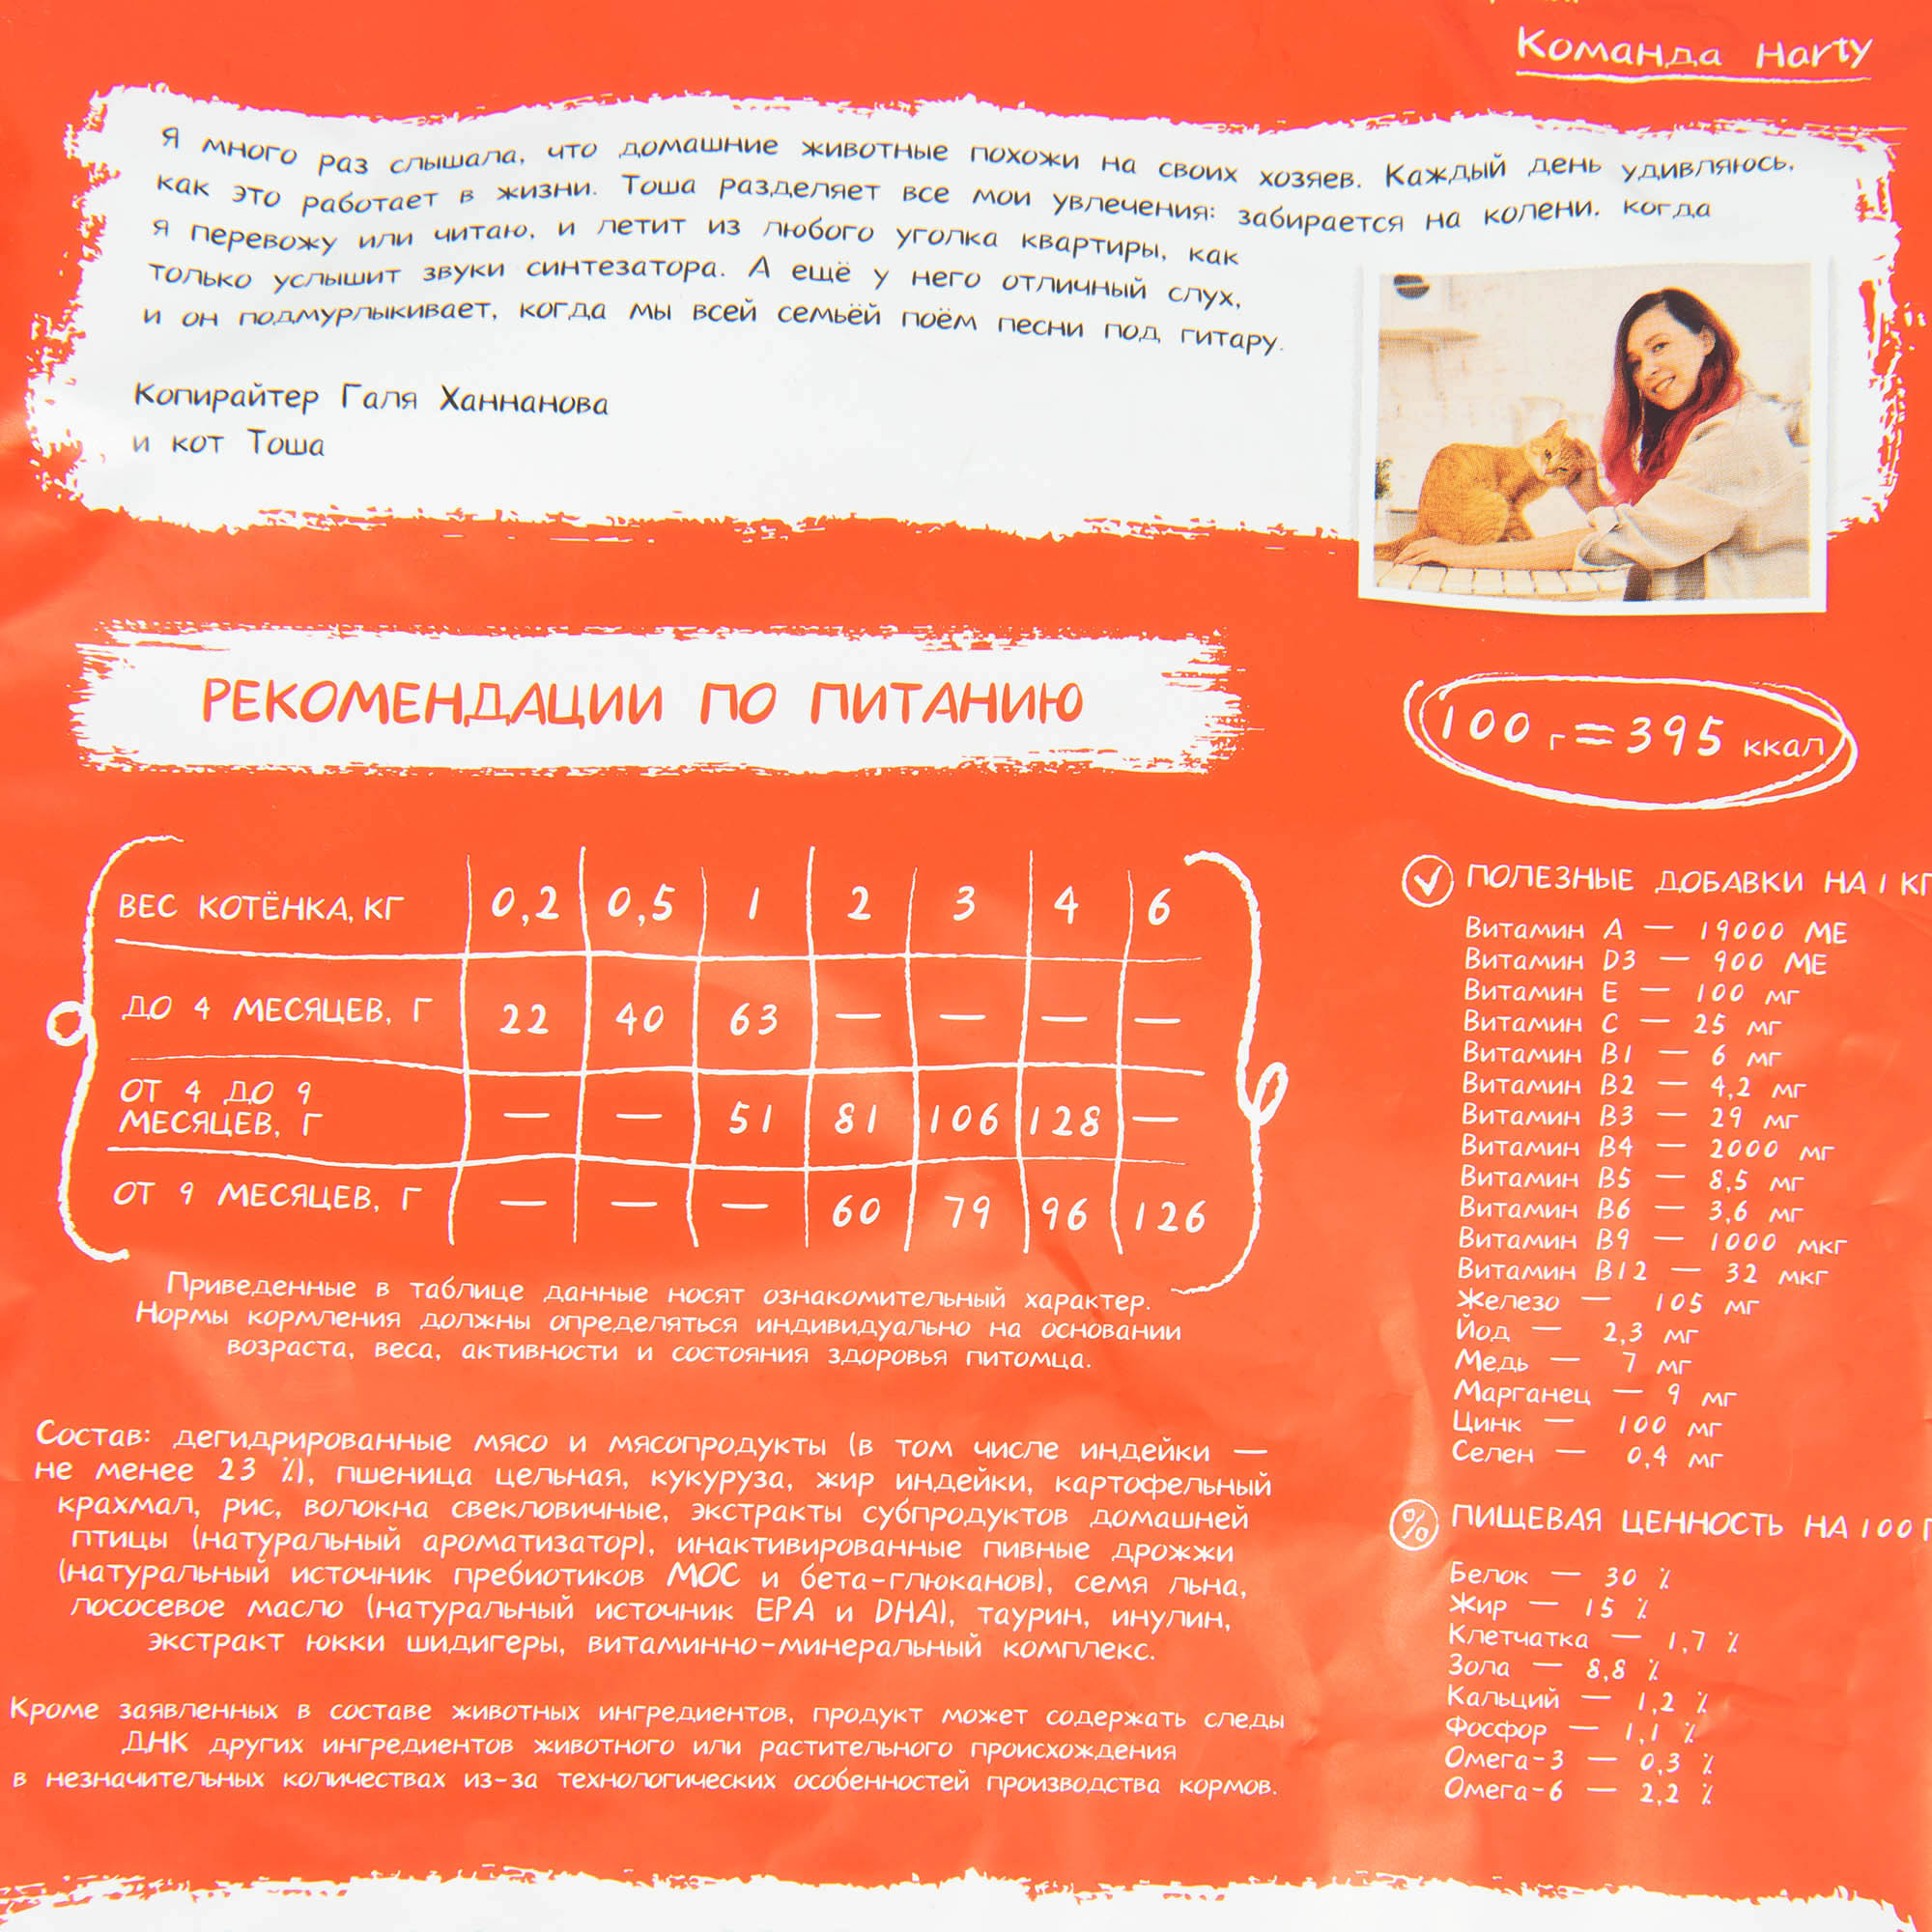 Команда Harty
Я много раз слышала, что домашние животные похожи на своих хозяев. Каждый день удивляюсь,
как это работает в жизни. Тоша разделяет все мои увлечения: забирается на колени, когда
я перевожу или читаю, и летит из любого уголка квартиры, как
только услышит звуки синтезатора. А ещё у него отличный слух,
и он подмурлыкивает, когда мы всей семьёй поём песни под гитару.
Копирайтер Галя Ханнанова
и кот Тоша
РЕКОМЕНДАЦИИ ПО ПИТАНИЮ
100 г = 395 ккал
ВЕС КОТЁНКА, КГ 0,2 0,5 1 2 3 4 6
ДО 4 МЕСЯЦЕВ, Г 22 40 63 — — — —
ОТ 4 ДО 9
МЕСЯЦЕВ, Г — — 51 81 106 128 —
ОТ 9 МЕСЯЦЕВ, Г — — — 60 79 96 126
Приведенные в таблице данные носят ознакомительный характер.
Нормы кормления должны определяться индивидуально на основании
возраста, веса, активности и состояния здоровья питомца.
Состав: дегидрированные мясо и мясопродукты (в том числе индейки —
не менее 23 %), пшеница цельная, кукуруза, жир индейки, картофельный
крахмал, рис, волокна свекловичные, экстракты субпродуктов домашней
птицы (натуральный ароматизатор), инактивированные пивные дрожжи
(натуральный источник пребиотиков МОС и бета-глюканов), семя льна,
лососевое масло (натуральный источник EPA и DHA), таурин, инулин,
экстракт юкки шидигеры, витаминно-минеральный комплекс.
Кроме заявленных в составе животных ингредиентов, продукт может содержать следы
ДНК других ингредиентов животного или растительного происхождения
в незначительных количествах из-за технологических особенностей производства кормов.
ПОЛЕЗНЫЕ ДОБАВКИ НА 1 КГ
Витамин А — 19000 МЕ
Витамин D3 — 900 МЕ
Витамин Е — 100 мг
Витамин С — 25 мг
Витамин В1 — 6 мг
Витамин В2 — 4,2 мг
Витамин В3 — 29 мг
Витамин В4 — 2000 мг
Витамин В5 — 8,5 мг
Витамин В6 — 3,6 мг
Витамин В9 — 1000 мкг
Витамин В12 — 32 мкг
Железо — 105 мг
Йод — 2,3 мг
Медь — 7 мг
Марганец — 9 мг
Цинк — 100 мг
Селен — 0,4 мг
% ПИЩЕВАЯ ЦЕННОСТЬ НА 100 Г
Белок — 30 %
Жир — 15 %
Клетчатка — 1,7 %
Зола — 8,8 %
Кальций — 1,2 %
Фосфор — 1,1 %
Омега-3 — 0,3 %
Омега-6 — 2,2 %